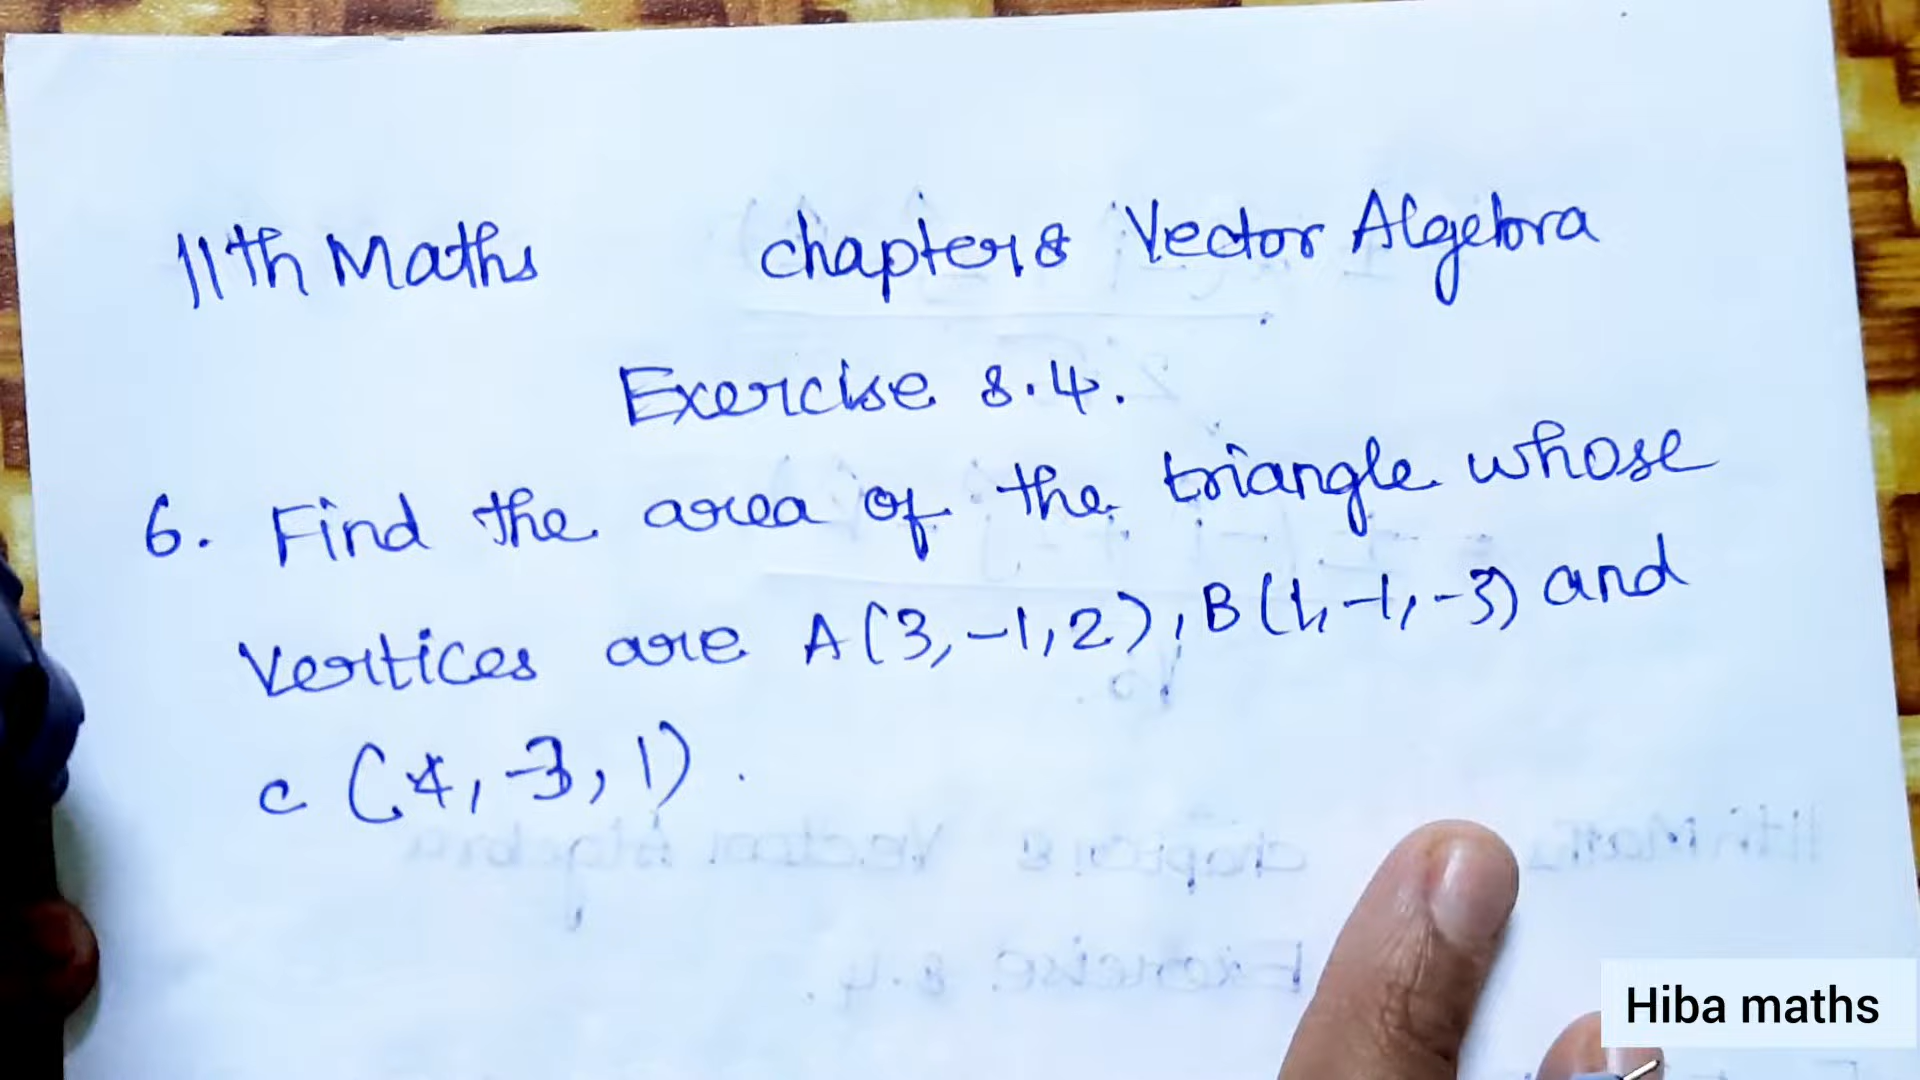 11th Maths chapter 8 Vector Algebra
Exercise 8.4.
6. Find the area of the triangle whose
vertices are A(3,-1,2), B(1,-1,-3) and
C (4,-3,1).
Hiba maths